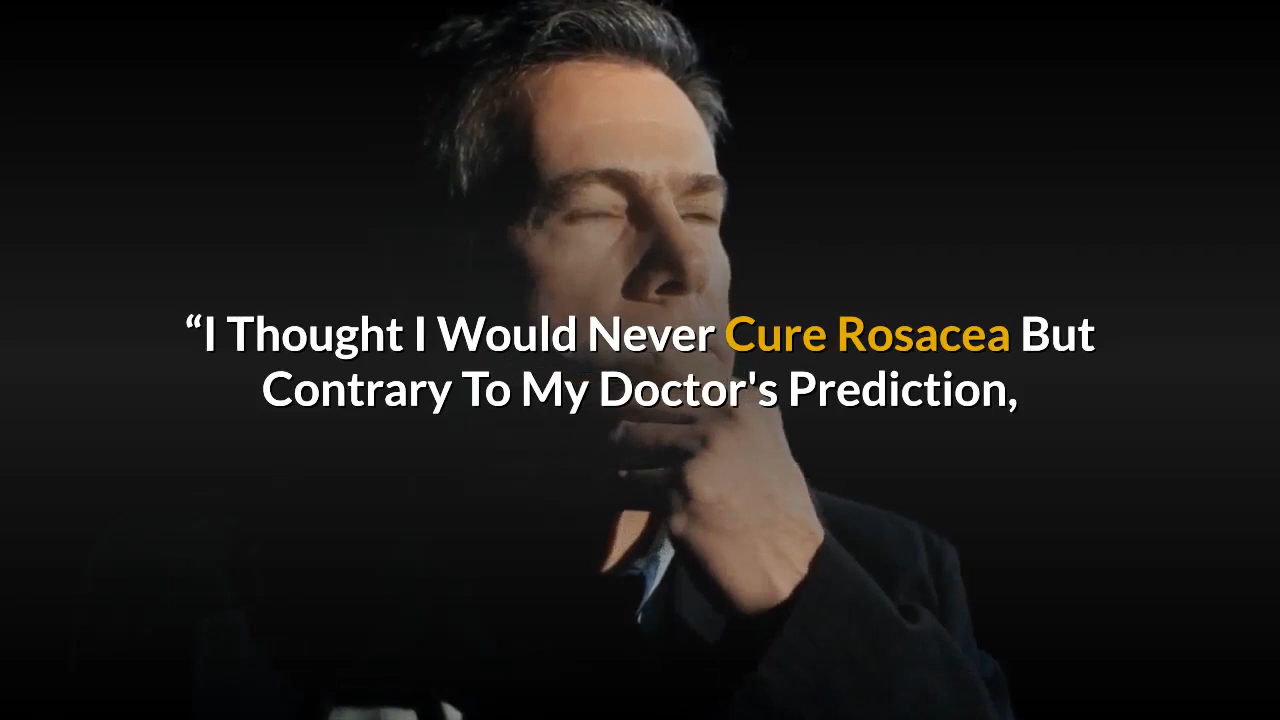 “I Thought I Would Never Cure Rosacea But
Contrary To My Doctor's Prediction,